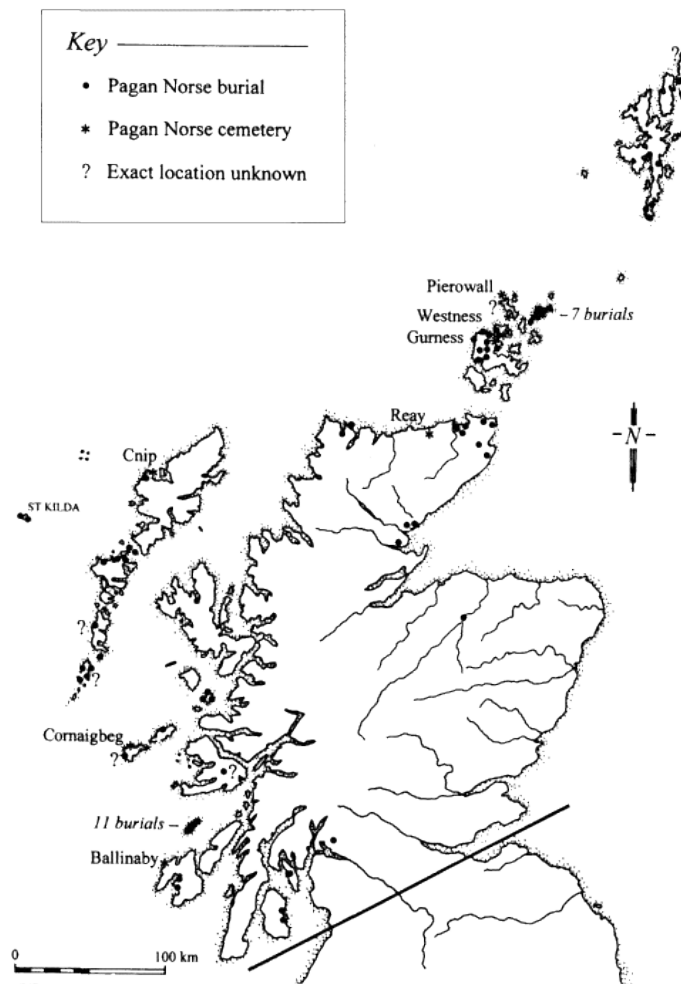 Key
• Pagan Norse burial
* Pagan Norse cemetery
? Exact location unknown
?
Pierowall
?
Westness
– 7 burials
Gurness
Reay
N
Cnip
ST KILDA
?
?
Cornaigbeg
?
?
11 burials –
Ballinaby
0
100 km